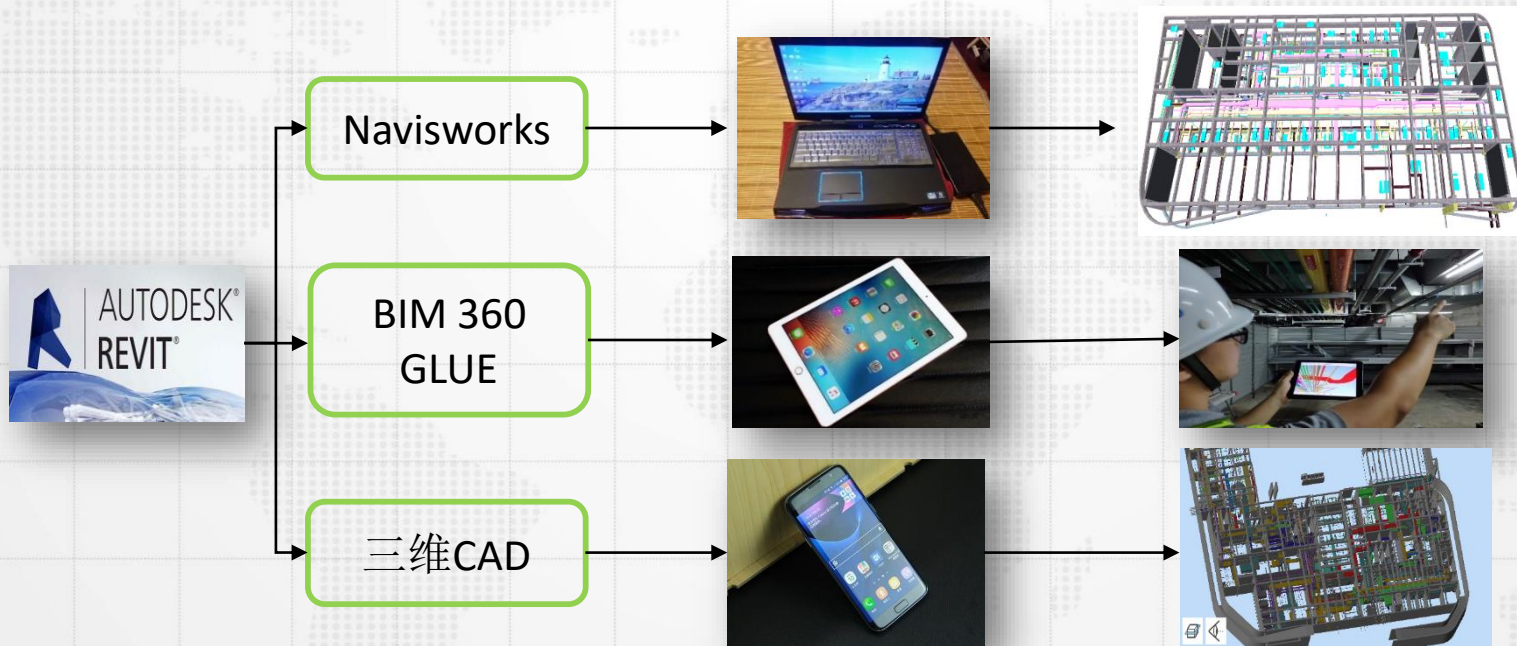 Navisworks
AUTODESK®
REVIT®
BIM 360
GLUE
三维CAD